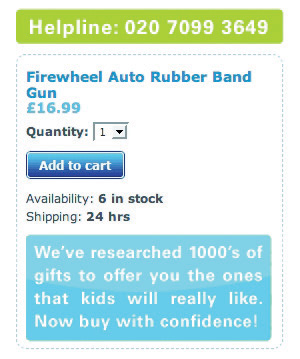 Helpline: 020 7099 3649
Firewheel Auto Rubber Band
Gun
£16.99
Quantity: 1
Add to cart
Availability: 6 in stock
Shipping: 24 hrs
We've researched 1000's of
gifts to offer you the ones
that kids will really like.
Now buy with confidence!